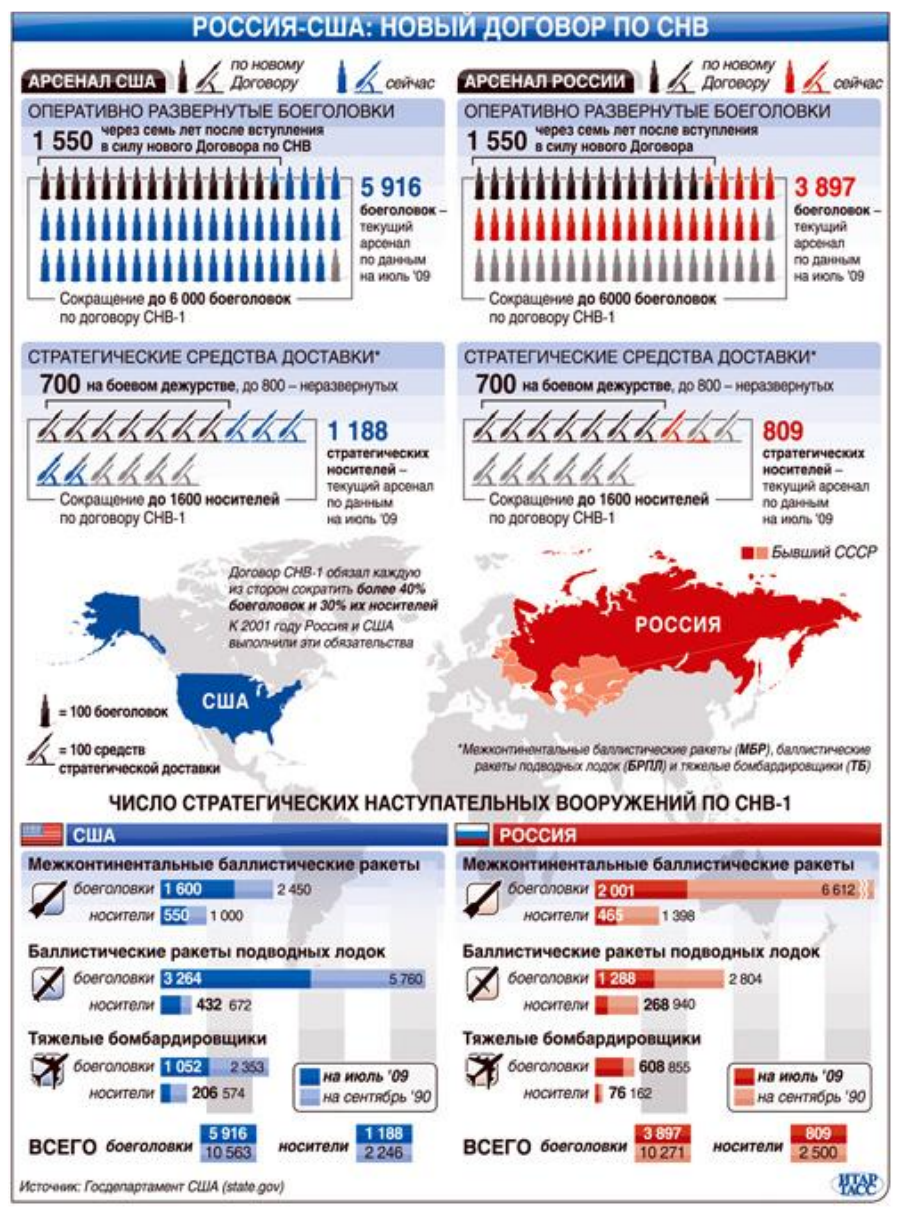 РОССИЯ-США: НОВЫЙ ДОГОВОР ПО СНВ
АРСЕНАЛ США
по новому
Договору
сейчас
ОПЕРАТИВНО РАЗВЕРНУТЫЕ БОЕГОЛОВКИ
1 550 через семь лет после вступления
в силу нового Договора по СНВ
5 916
боеголовок –
текущий
арсенал
по данным
на июль '09
Сокращение до 6 000 боеголовок
по договору СНВ-1
СТРАТЕГИЧЕСКИЕ СРЕДСТВА ДОСТАВКИ*
700 на боевом дежурстве, до 800 – неразвернутых
1 188
стратегических
носителей –
текущий арсенал
по данным
на июль '09
Сокращение до 1600 носителей
по договору СНВ-1
АРСЕНАЛ РОССИИ
по новому
Договору
сейчас
ОПЕРАТИВНО РАЗВЕРНУТЫЕ БОЕГОЛОВКИ
1 550 через семь лет после вступления
в силу нового Договора
3 897
боеголовок –
текущий
арсенал
по данным
на июль '09
Сокращение до 6000 боеголовок
по договору СНВ-1
СТРАТЕГИЧЕСКИЕ СРЕДСТВА ДОСТАВКИ*
700 на боевом дежурстве, до 800 – неразвернутых
809
стратегических
носителей –
текущий арсенал
по данным
на июль '09
Сокращение до 1600 носителей
по договору СНВ-1
Бывший СССР
Договор СНВ-1 обязал каждую
из сторон сократить более 40%
боеголовок и 30% их носителей
К 2001 году Россия и США
выполнили эти обязательства
РОССИЯ
США
= 100 боеголовок
= 100 средств
стратегической доставки
*Межконтинентальные баллистические ракеты (МБР), баллистические
ракеты подводных лодок (БРПЛ) и тяжелые бомбардировщики (ТБ)
ЧИСЛО СТРАТЕГИЧЕСКИХ НАСТУПАТЕЛЬНЫХ ВООРУЖЕНИЙ ПО СНВ-1
США
Межконтинентальные баллистические ракеты
боеголовки 1 600 2 450
носители 550 1 000
Баллистические ракеты подводных лодок
боеголовки 3 264 5 760
носители 432 672
Тяжелые бомбардировщики
боеголовки 1 052 2 353
носители 206 574
на июль '09
на сентябрь '90
ВСЕГО боеголовки 5 916 носители 1 188
10 563 2 246
РОССИЯ
Межконтинентальные баллистические ракеты
боеголовки 2 001 6 612
носители 465 1 398
Баллистические ракеты подводных лодок
боеголовки 1 288 2 804
носители 268 940
Тяжелые бомбардировщики
боеголовки 608 855
носители 76 162
на июль '09
на сентябрь '90
ВСЕГО боеголовки 3 897 носители 809
10 271 2 500
Источник: Госдепартамент США (state.gov)
ИТАР
ТАСС